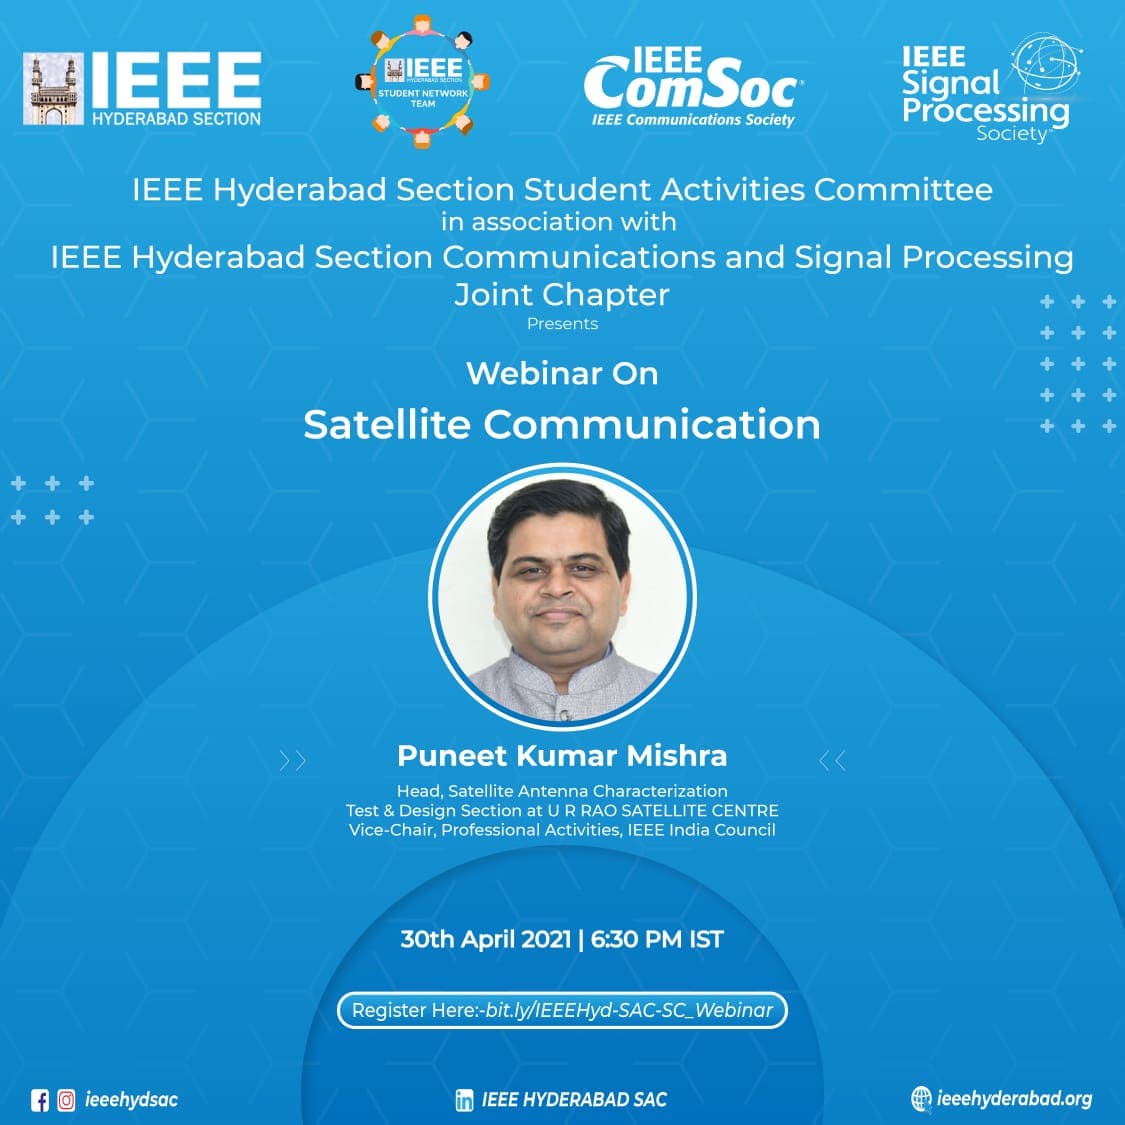 IEEE
HYDERABAD SECTION
IEEE
HYDERABAD SECTION
STUDENT NETWORK
TEAM
IEEE
ComSoc®
IEEE Communications Society
IEEE
Signal
Processing
Society™
IEEE Hyderabad Section Student Activities Committee
in association with
IEEE Hyderabad Section Communications and Signal Processing
Joint Chapter
Presents
Webinar On
Satellite Communication
Puneet Kumar Mishra
Head, Satellite Antenna Characterization
Test & Design Section at U R RAO SATELLITE CENTRE
Vice-Chair, Professional Activities, IEEE India Council
30th April 2021 | 6:30 PM IST
Register Here:-bit.ly/IEEEHyd-SAC-SC_Webinar
ieeehydsac
IEEE HYDERABAD SAC
ieeehyderabad.org